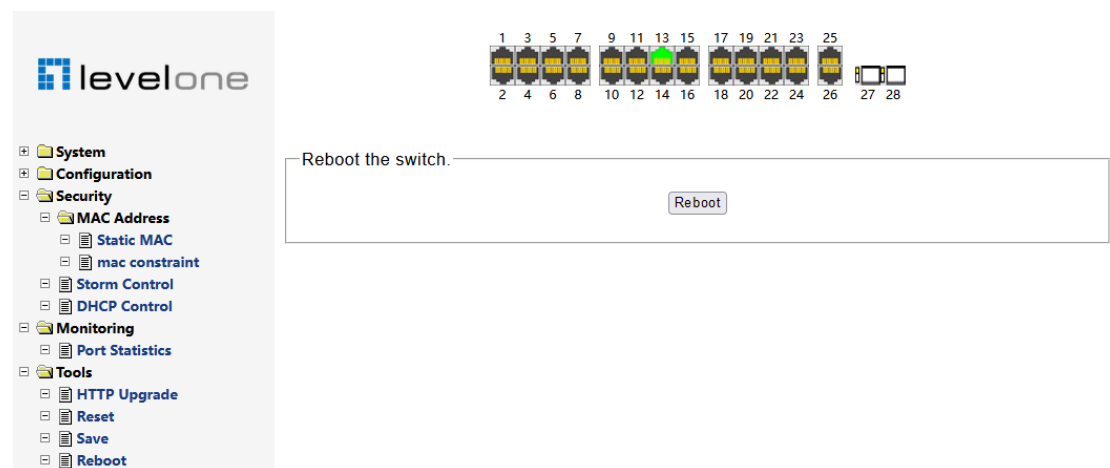 levelone
1 3 5 7 9 11 13 15 17 19 21 23 25
2 4 6 8 10 12 14 16 18 20 22 24 26 27 28
System
Configuration
Security
MAC Address
Static MAC
mac constraint
Storm Control
DHCP Control
Monitoring
Port Statistics
Tools
HTTP Upgrade
Reset
Save
Reboot
Reboot the switch.
Reboot